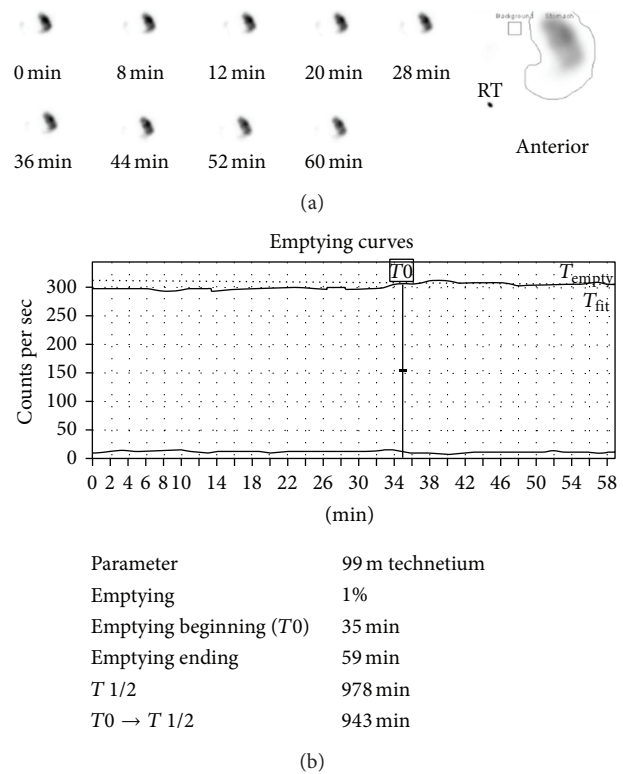 Background Stomach
0 min 8 min 12 min 20 min 28 min
RT
36 min 44 min 52 min 60 min
Anterior
(a)
Emptying curves
T0
T empty
T fit
Counts per sec
300
250
200
150
100
50
0
0 2 4 6 8 10 14 18 22 26 30 34 38 42 46 50 54 58
(min)
Parameter 99 m technetium
Emptying 1%
Emptying beginning (T0) 35 min
Emptying ending 59 min
T 1/2 978 min
T0 → T 1/2 943 min
(b)